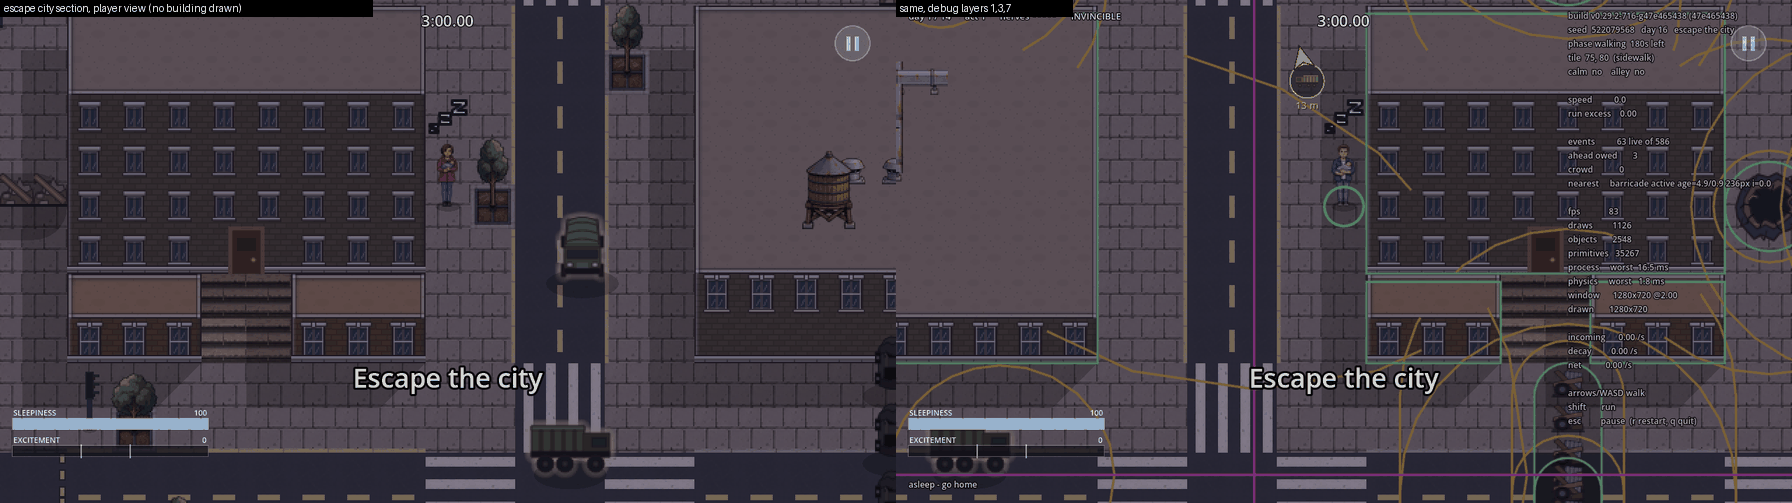 escape city section, player view (no building drawn)
3:00.00
Z
Z
Z
Escape the city
SLEEPINESS 100
EXCITEMENT 0
same, debug layers 1,3,7
INVINCIBLE
3:00.00
13 m
Z
Z
Z
build v0.29.2-716-g47e465438 (47e465438)
seed 522079568 day 16 escape the city
phase walking 180s left
tile 75, 80 (sidewalk)
calm no alley no
speed 0.0
run excess 0.00
events 63 live of 586
ahead owed 3
crowd 0
nearest barricade active age=4.9/0.9 236px i=0.0
fps 83
draws 1126
objects 2548
primitives 35267
process worst 16.5 ms
physics worst 1.8 ms
window 1280x720 @2.00
drawn 1280x720
incoming 0.00 /s
decay 0.00 /s
net 0.00 /s
arrows/WASD walk
shift run
esc pause (r restart, q quit)
Escape the city
SLEEPINESS 100
EXCITEMENT 0
asleep - go home